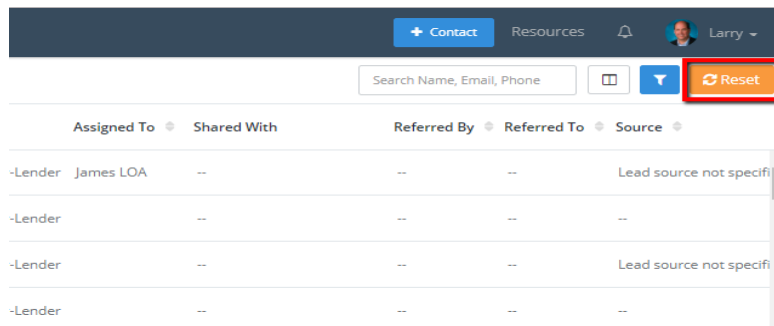 + Contact Resources Larry
Search Name, Email, Phone Reset
Assigned To Shared With Referred By Referred To Source
-Lender James LOA -- -- -- Lead source not specifi
-Lender -- -- -- --
-Lender -- -- -- Lead source not specifi
-Lender -- -- -- --